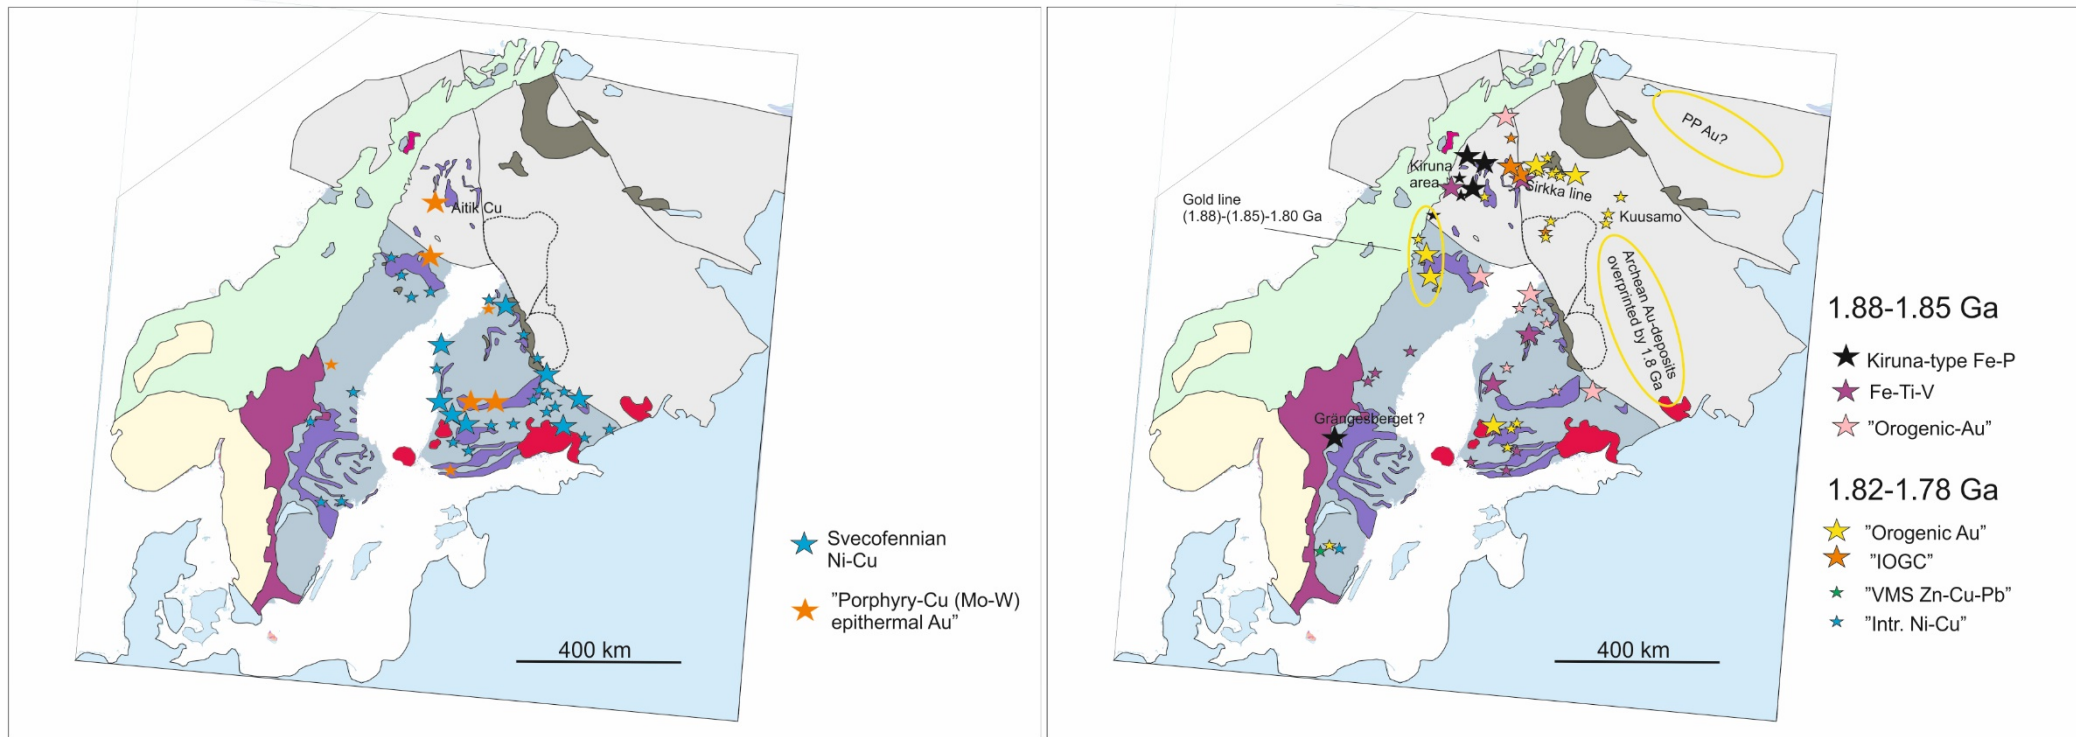 Aitik Cu
Svecofennian
Ni-Cu
"Porphyry-Cu (Mo-W)
epithermal Au"
400 km
PP Au?
Kiruna
area
Sirkka line
Gold line
(1.88)-(1.85)-1.80 Ga
Kuusamo
Archean Au-deposits
overprinted by 1.8 Ga
Grängesberget ?
1.88-1.85 Ga
Kiruna-type Fe-P
Fe-Ti-V
"Orogenic-Au"
1.82-1.78 Ga
"Orogenic Au"
"IOGC"
"VMS Zn-Cu-Pb"
"Intr. Ni-Cu"
400 km